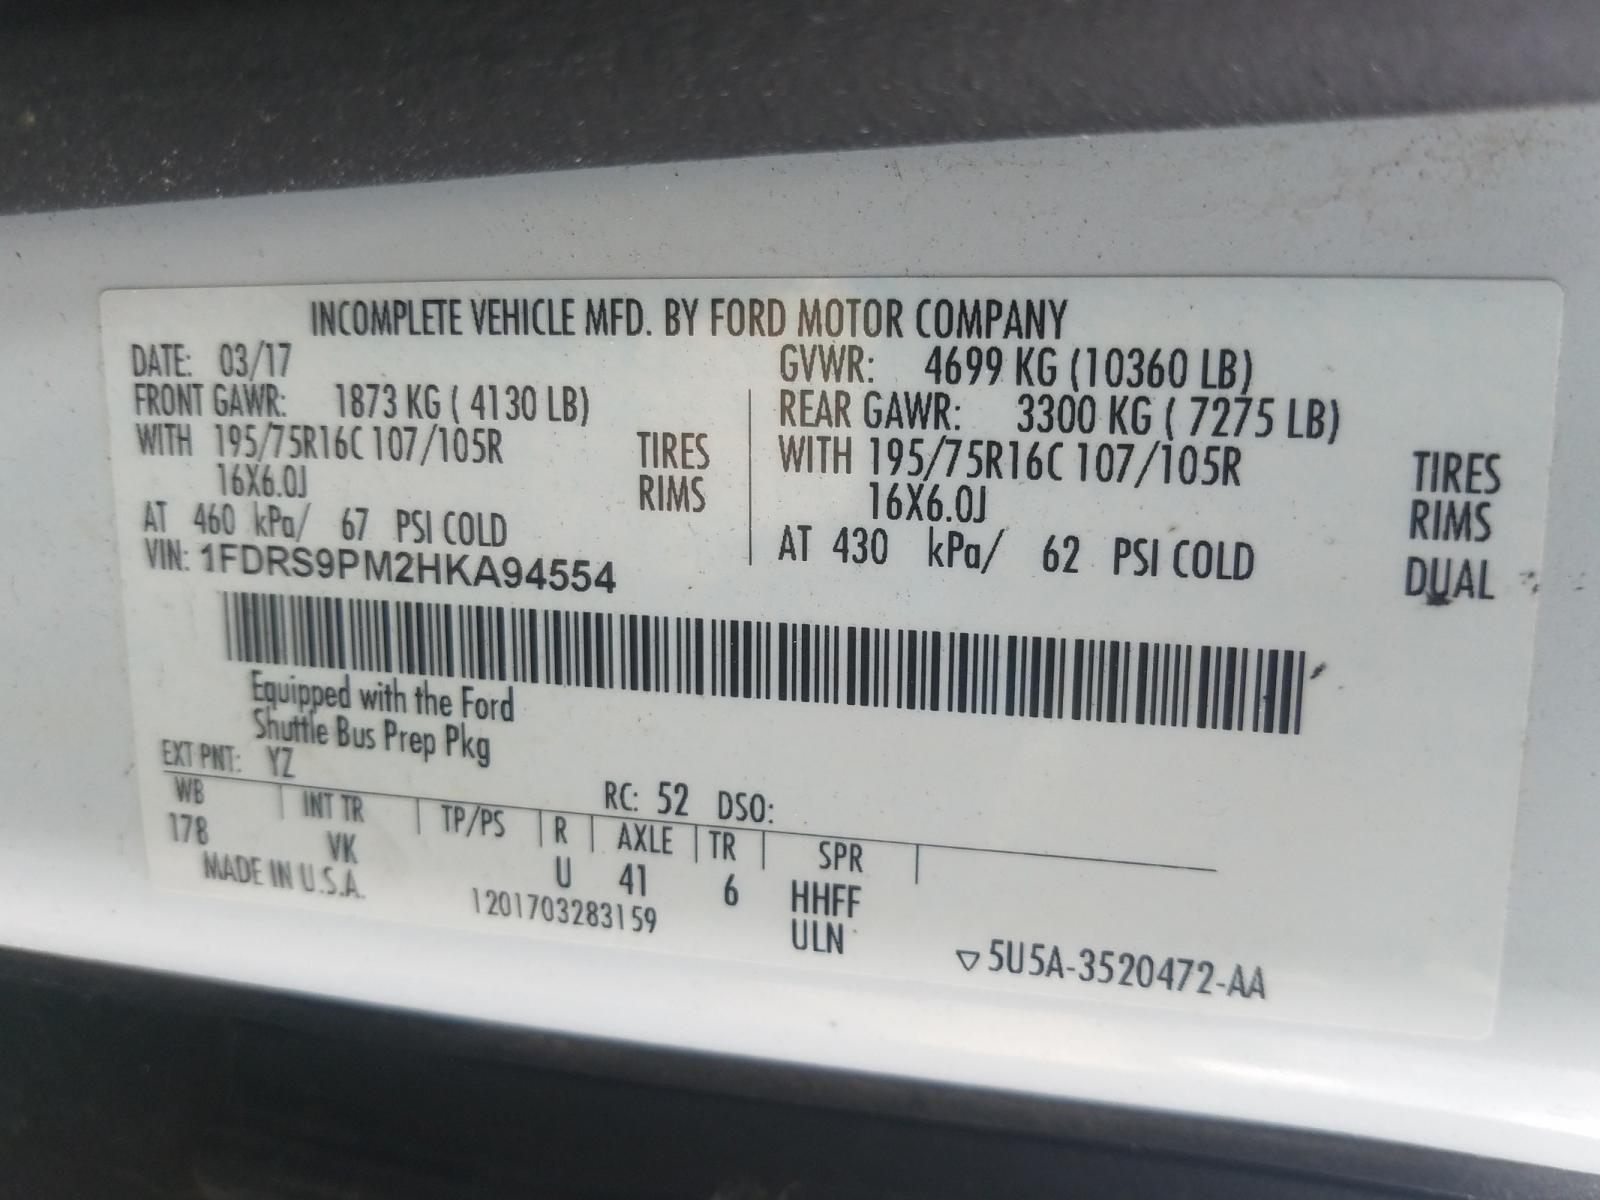 INCOMPLETE VEHICLE MFD. BY FORD MOTOR COMPANY
DATE: 03/17 GVWR: 4699 KG (10360 LB)
FRONT GAWR: 1873 KG ( 4130 LB) REAR GAWR: 3300 KG ( 7275 LB)
WITH 195/75R16C 107/105R TIRES WITH 195/75R16C 107/105R TIRES
16X6.0J RIMS 16X6.0J RIMS
AT 460 kPa/ 67 PSI COLD AT 430 kPa/ 62 PSI COLD DUAL
VIN: 1FDRS9PM2HKA94554
Equipped with the Ford
Shuttle Bus Prep Pkg
EXT PNT: YZ RC: 52 DSO:
WB INT TR TP/PS R AXLE TR SPR
178 VK U 41 6 HHFF
MADE IN U.S.A. 1201703283159 ULN
▽5U5A-3520472-AA